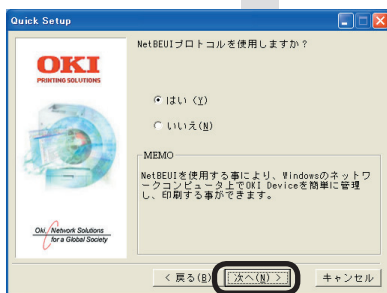 Quick Setup
OKI
PRINTING SOLUTIONS
OKI, Network Solutions
for a Global Society
NetBEUIプロトコルを使用しますか？
はい (Y)
いいえ(N)
MEMO
NetBEUIを使用する事により、Windowsのネットワ
ークコンピュータ上でOKI Deviceを簡単に管理
し、印刷する事ができます。
< 戻る(B)
次へ(N) >
キャンセル